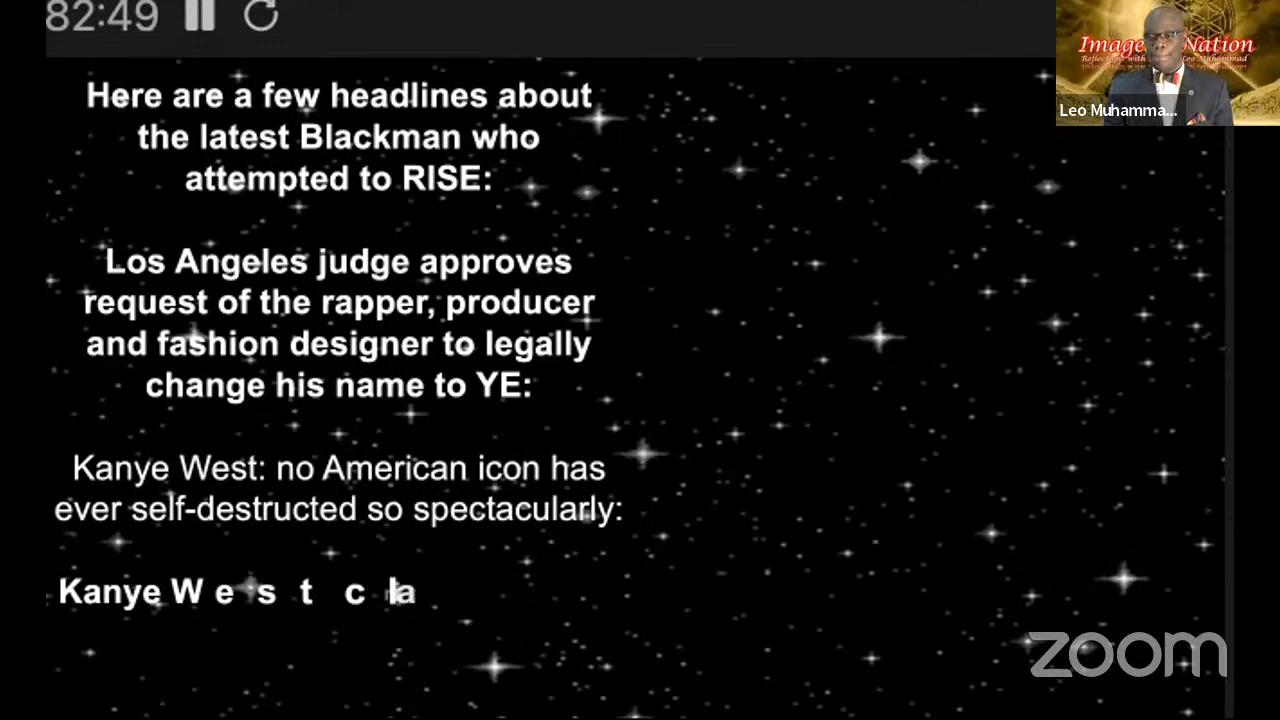 82:49
Here are a few headlines about
the latest Blackman who
attempted to RISE:
Los Angeles judge approves
request of the rapper, producer
and fashion designer to legally
change his name to YE:
Kanye West: no American icon has
ever self-destructed so spectacularly:
Kanye W e s t c la
Image Nation
Leo Muhamma...
zoom